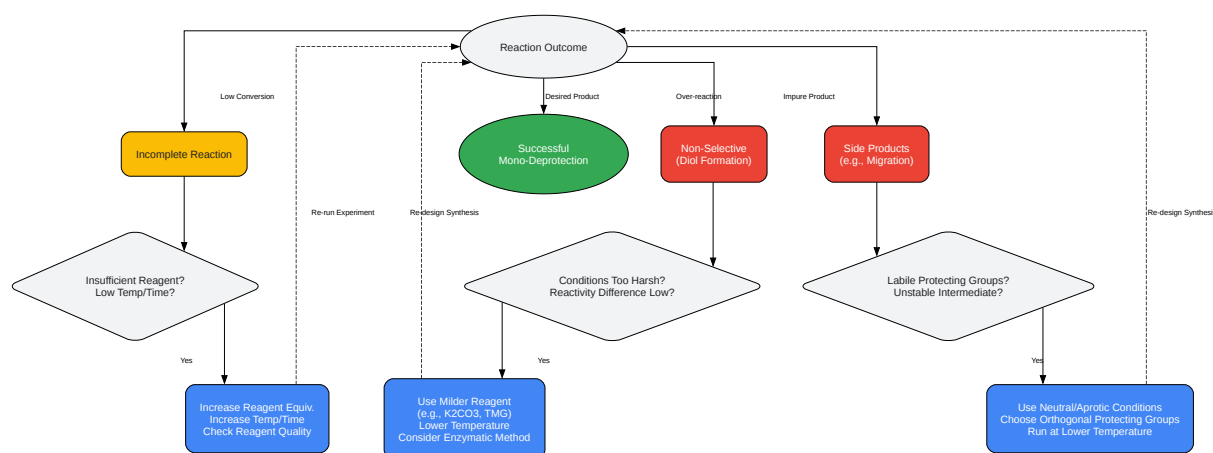 Reaction Outcome
Low Conversion
Desired Product
Over-reaction
Impure Product
Incomplete Reaction
Successful
Mono-Deprotection
Non-Selective
(Diol Formation)
Side Products
(e.g., Migration)
Re-run Experiment
Re-design Synthesis
Re-design Synthesi
Insufficient Reagent?
Low Temp/Time?
Conditions Too Harsh?
Reactivity Difference Low?
Labile Protecting Groups?
Unstable Intermediate?
Yes
Yes
Yes
Increase Reagent Equiv.
Increase Temp/Time
Check Reagent Quality
Use Milder Reagent
(e.g., K2CO3, TMG)
Lower Temperature
Consider Enzymatic Method
Use Neutral/Aprotic Conditions
Choose Orthogonal Protecting Groups
Run at Lower Temperature